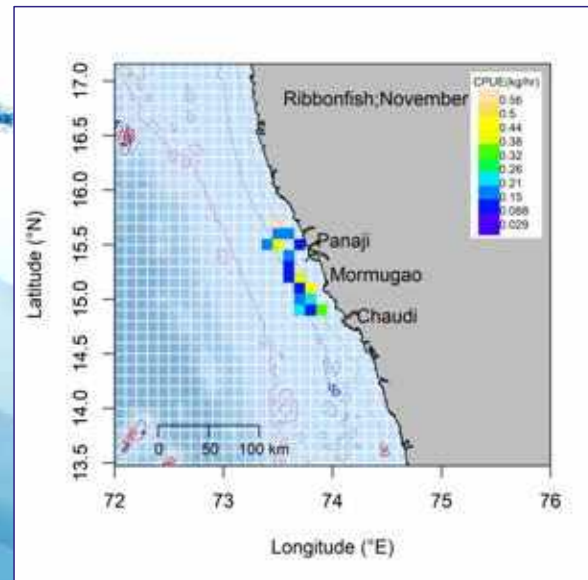 CPUE(kg/hr)
Ribbonfish;November
0.56
0.5
0.44
0.38
0.32
0.26
0.21
0.15
0.088
0.029
Panaji
Mormugao
Chaudi
Latitude (°N)
17.0
16.5
16.0
15.5
15.0
14.5
14.0
13.5
0 50 100 km
72 73 74 75 76
Longitude (°E)